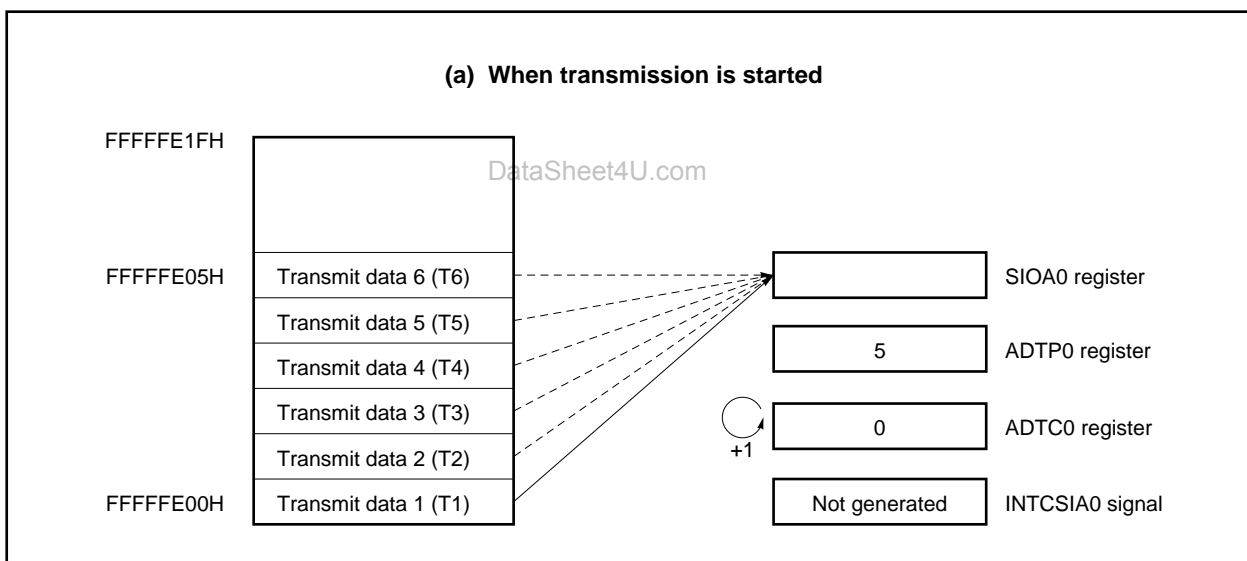 (a) When transmission is started
FFFFFE1FH
DataSheet4U.com
FFFFFE05H
Transmit data 6 (T6)
SIOA0 register
Transmit data 5 (T5)
5
ADTP0 register
Transmit data 4 (T4)
Transmit data 3 (T3)
0
ADTC0 register
+1
Transmit data 2 (T2)
FFFFFE00H
Transmit data 1 (T1)
Not generated
INTCSIA0 signal